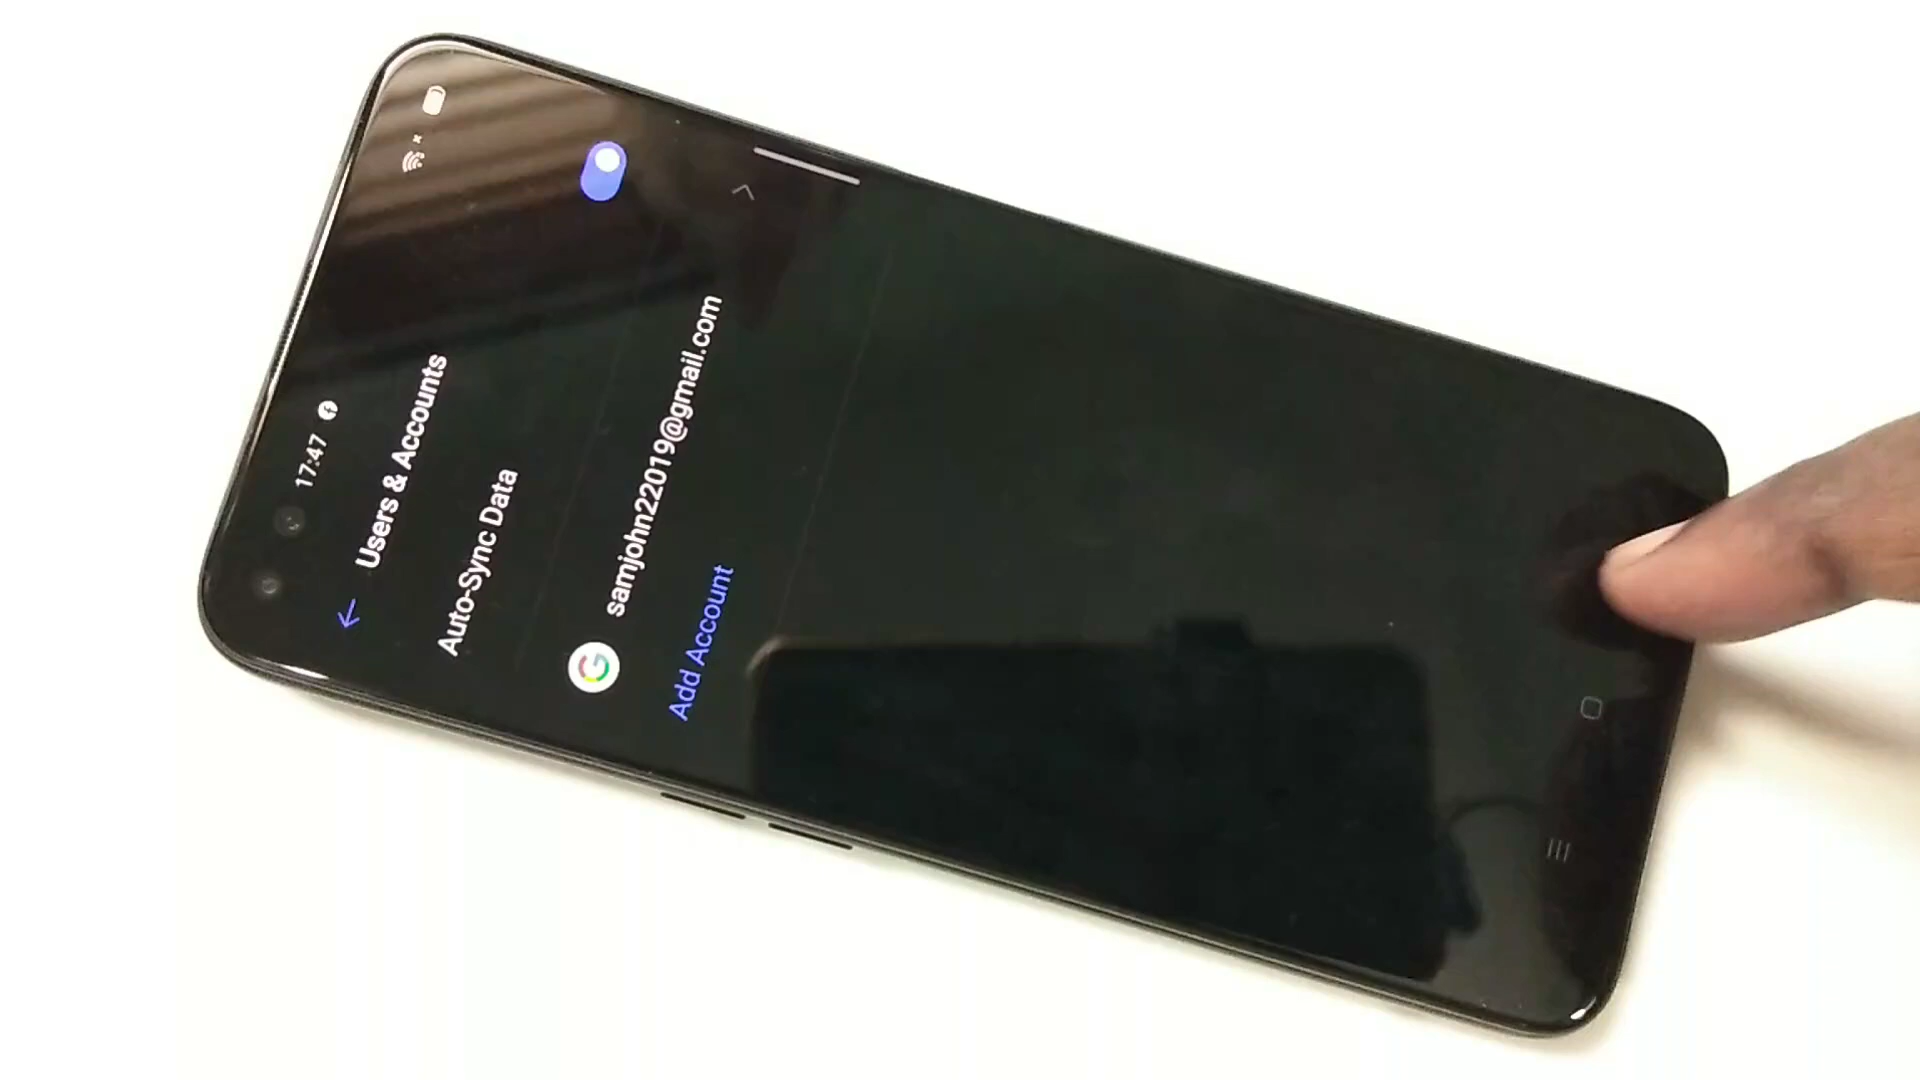 17:47
Users & Accounts
Auto-Sync Data
samjohn22019@gmail.com
Add Account